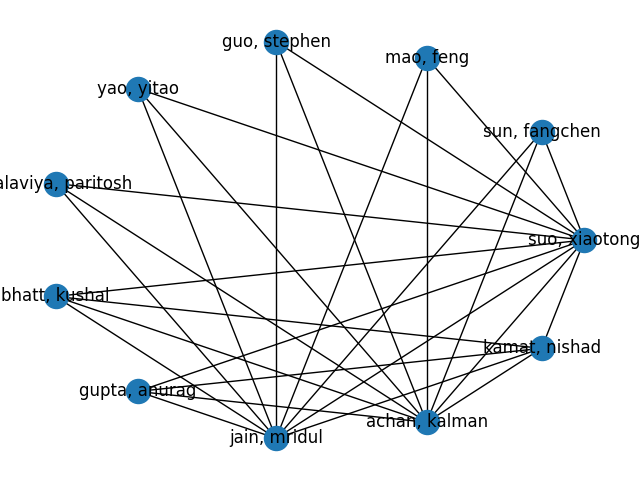 guo, stephen
mao, feng
yao, yitao
sun, fangchen
alaviya, paritosh
suo, xiaotong
bhatt, kushal
kamat, nishad
gupta, anurag
achan, kalman
jain, mridul